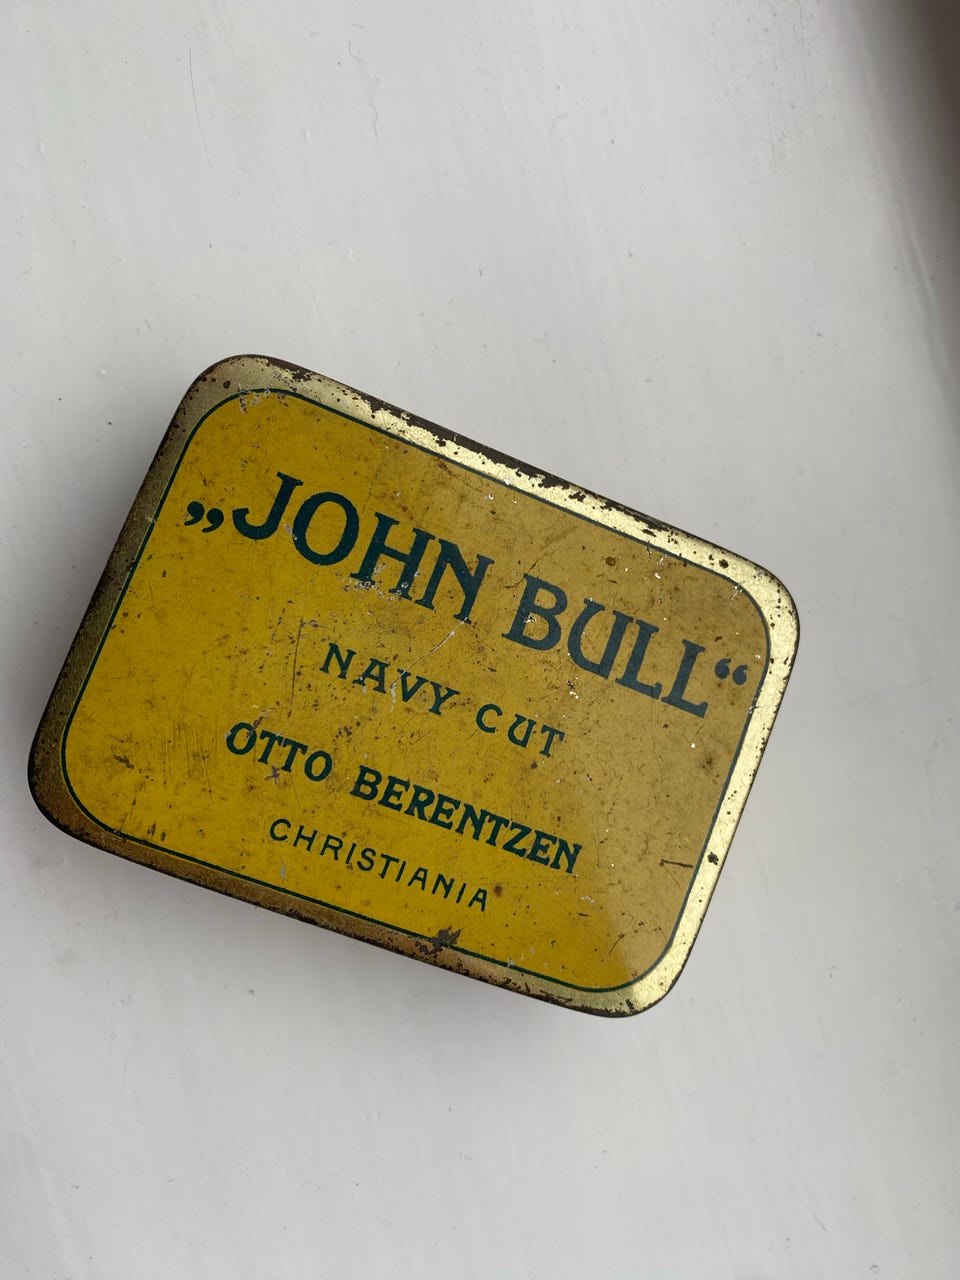 „JOHN BULL“
NAVY CUT
OTTO BERENTZEN
CHRISTIANIA